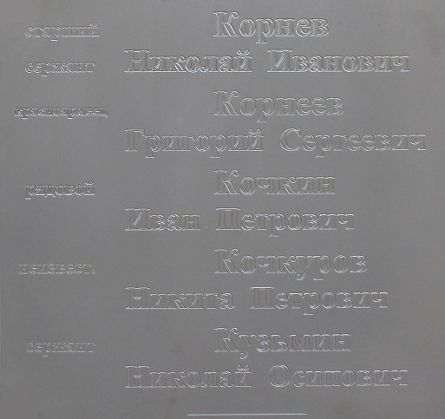 старший Корнев
сержант Николай Иванович
красноармеец Корнеев
Григорий Сергеевич
рядовой Кочкин
Иван Петрович
неизвест. Кочкуров
Никита Петрович
сержант Кузьмин
Николай Осипович